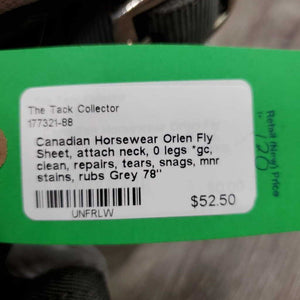 The Tack Collector
177321-88
Canadian Horsewear Orien Fly
Sheet, attach neck, 0 legs *gc,
clean, repairs, tears, snags, mnr
stains, rubs Grey 78"
$52.50
UNFRLW
Retail (New) Price
120